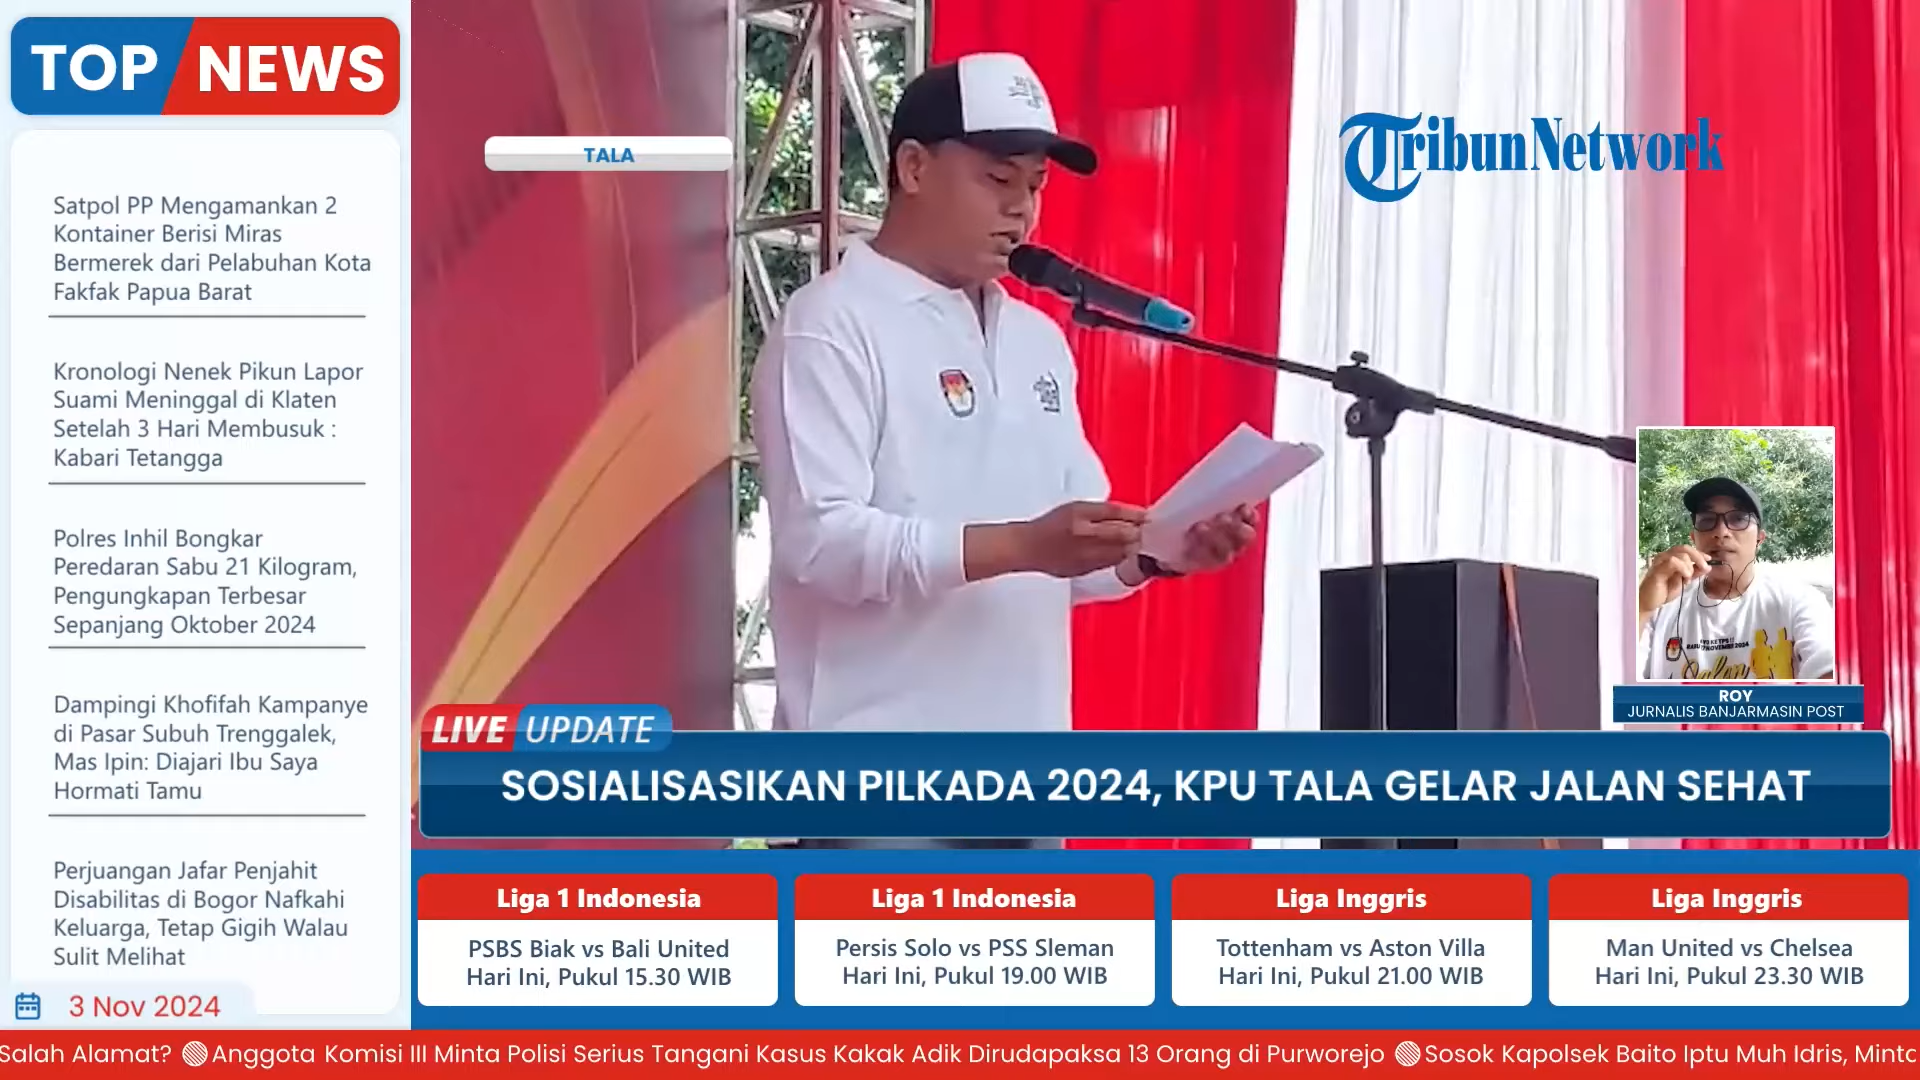 TOP NEWS
Satpol PP Mengamankan 2
Kontainer Berisi Miras
Bermerek dari Pelabuhan Kota
Fakfak Papua Barat
Kronologi Nenek Pikun Lapor
Suami Meninggal di Klaten
Setelah 3 Hari Membusuk :
Kabari Tetangga
Polres Inhil Bongkar
Peredaran Sabu 21 Kilogram,
Pengungkapan Terbesar
Sepanjang Oktober 2024
Dampingi Khofifah Kampanye
di Pasar Subuh Trenggalek,
Mas Ipin: Diajari Ibu Saya
Hormati Tamu
Perjuangan Jafar Penjahit
Disabilitas di Bogor Nafkahi
Keluarga, Tetap Gigih Walau
Sulit Melihat
3 Nov 2024
TALA
TribunNetwork
ROY
JURNALIS BANJARMASIN POST
LIVE UPDATE
SOSIALISASIKAN PILKADA 2024, KPU TALA GELAR JALAN SEHAT
Liga 1 Indonesia
PSBS Biak vs Bali United
Hari Ini, Pukul 15.30 WIB
Liga 1 Indonesia
Persis Solo vs PSS Sleman
Hari Ini, Pukul 19.00 WIB
Liga Inggris
Tottenham vs Aston Villa
Hari Ini, Pukul 21.00 WIB
Liga Inggris
Man United vs Chelsea
Hari Ini, Pukul 23.30 WIB
Salah Alamat? Anggota Komisi III Minta Polisi Serius Tangani Kasus Kakak Adik Dirudapaksa 13 Orang di Purworejo Sosok Kapolsek Baito Iptu Muh Idris, Minta